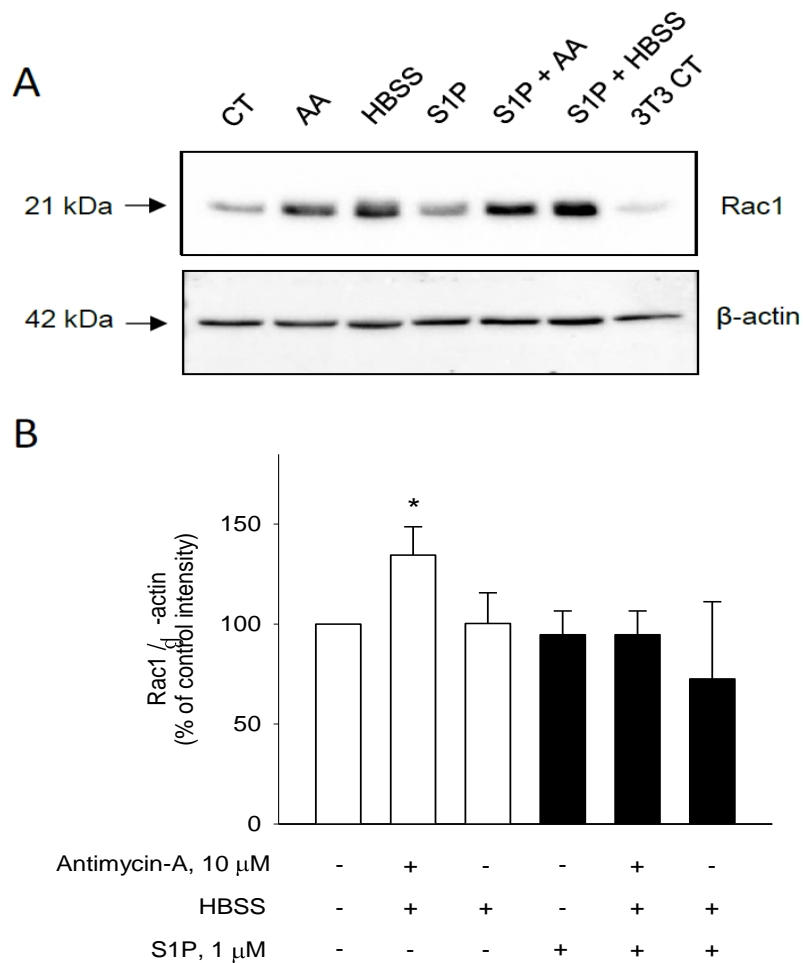 A
CT AA HBSS S1P S1P + AA S1P + HBSS 3T3 CT
21 kDa Rac1
42 kDa β-actin
B
*
150
100
50
0
Rac1 / -actin
(% of control intensity)
Antimycin-A, 10 μM - + - - + -
HBSS - + + - + +
S1P, 1 μM - - - + + +